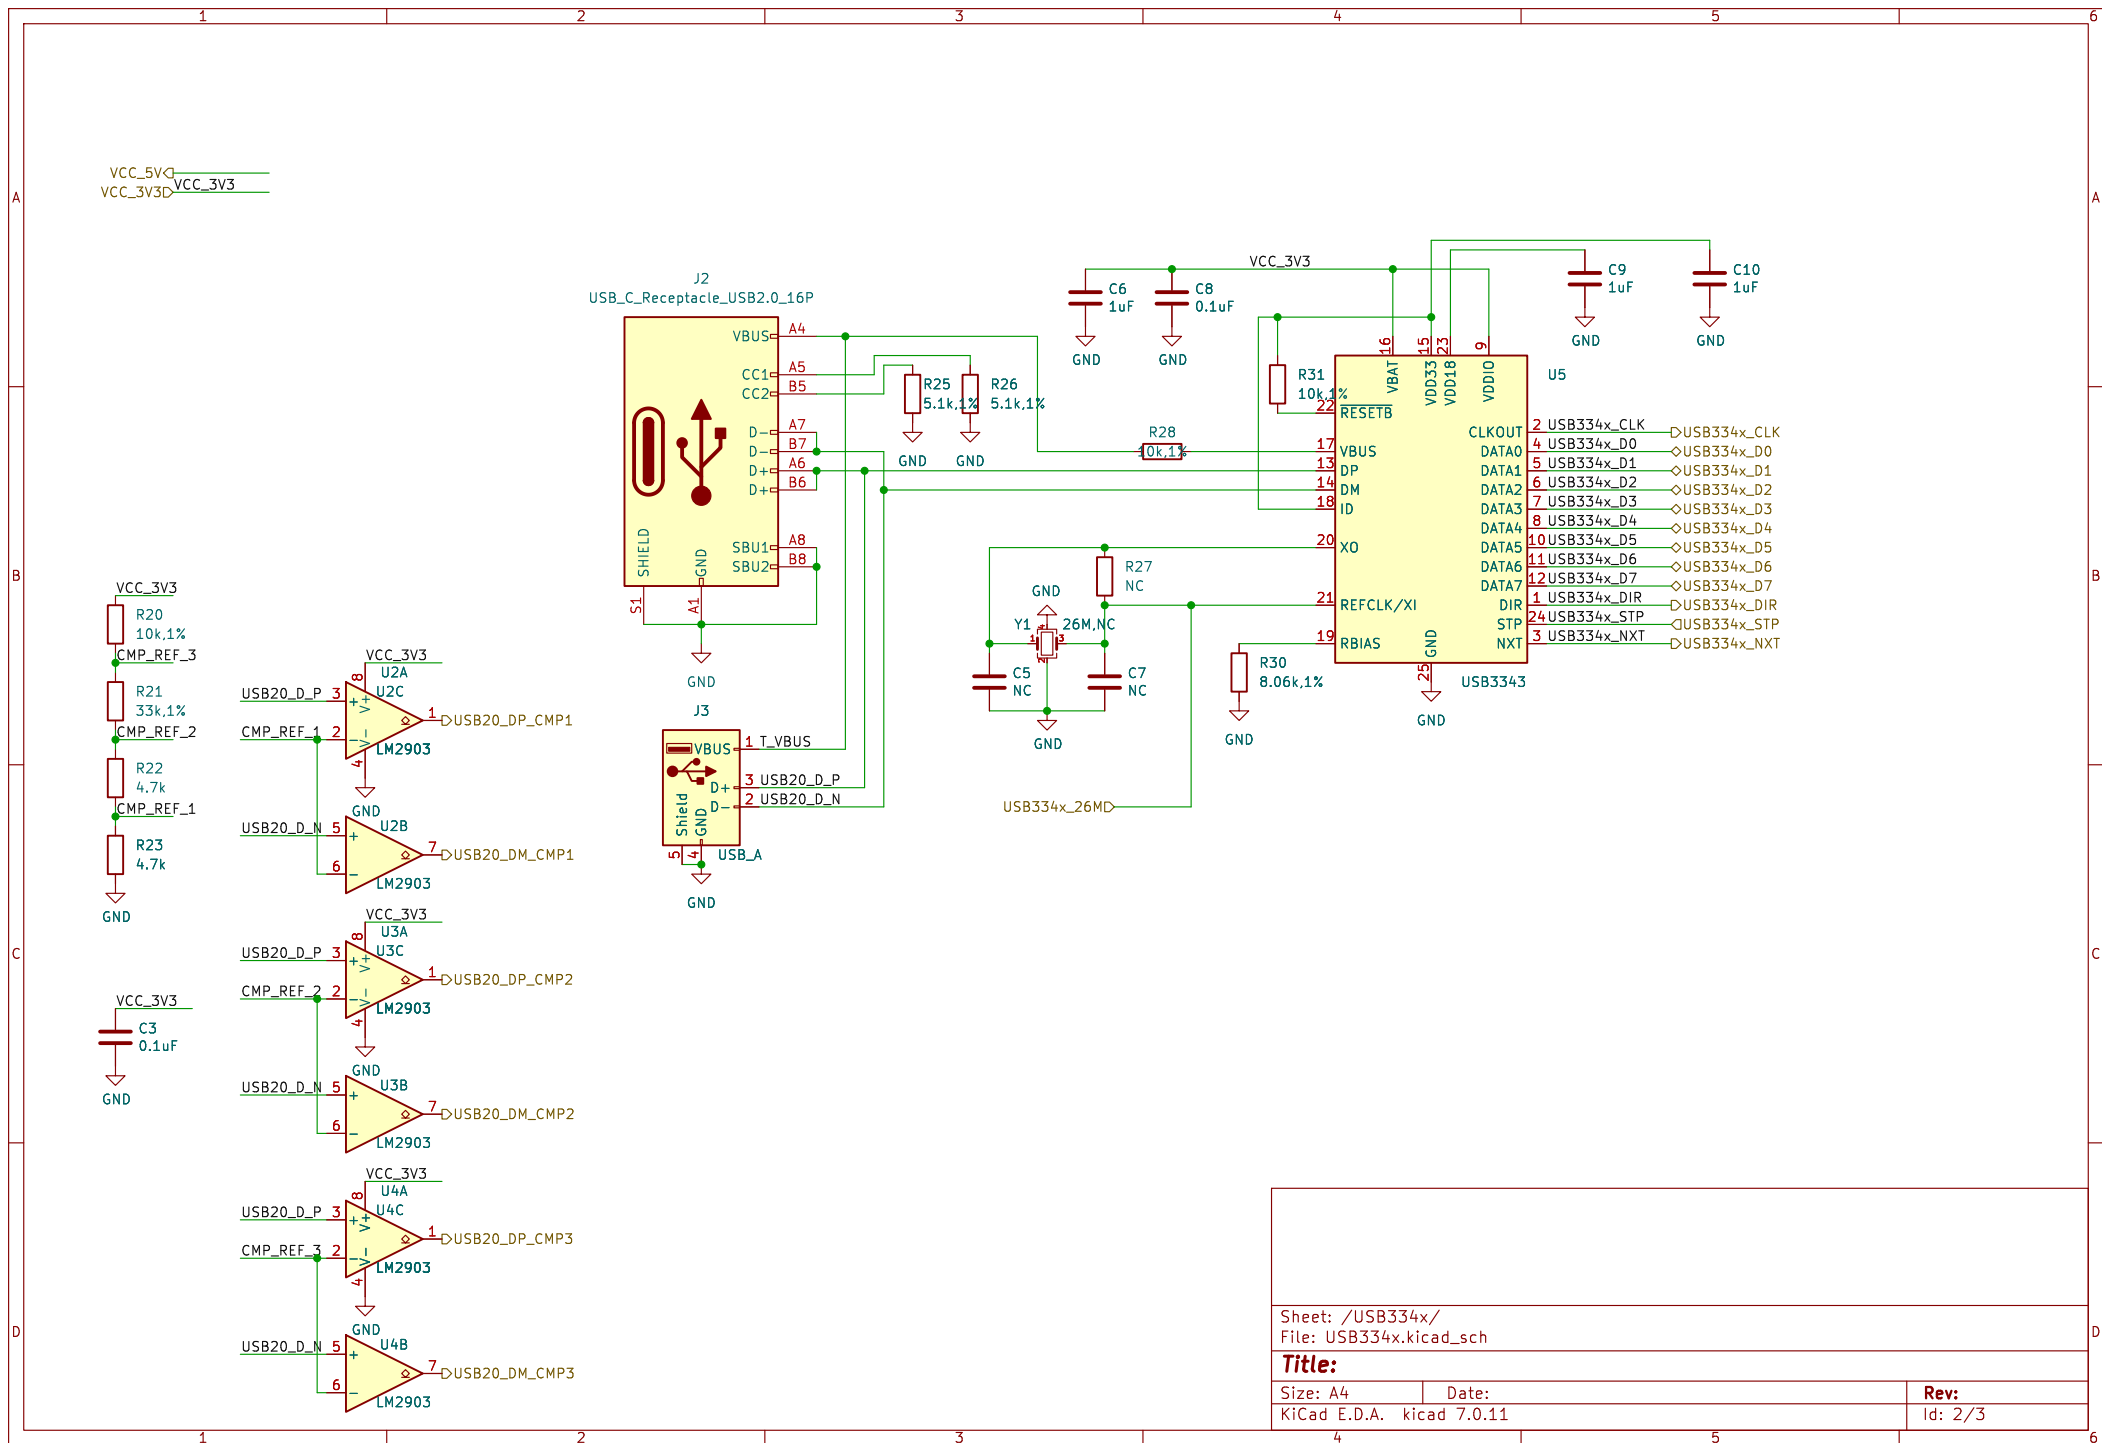 1 2 3 4 5 6
A A
B B
C C
D D
VCC_5V
VCC_3V3 VCC_3V3
VCC_3V3
R20
10k,1%
CMP_REF_3
R21
33k,1%
CMP_REF_2
R22
4.7k
CMP_REF_1
R23
4.7k
GND
VCC_3V3
C3
0.1uF
GND
VCC_3V3
8
U2A
U2C
USB20_D_P 3 + V+
1 USB20_DP_CMP1
CMP_REF_1 2 − V-
LM2903
4
GND
U2B
USB20_D_N 5 +
7 USB20_DM_CMP1
6 −
LM2903
VCC_3V3
8
U3A
U3C
USB20_D_P 3 + V+
1 USB20_DP_CMP2
CMP_REF_2 2 − V-
LM2903
4
GND
U3B
USB20_D_N 5 +
7 USB20_DM_CMP2
6 −
LM2903
VCC_3V3
8
U4A
U4C
USB20_D_P 3 + V+
1 USB20_DP_CMP3
CMP_REF_3 2 − V-
LM2903
4
GND
U4B
USB20_D_N 5 +
7 USB20_DM_CMP3
6 −
LM2903
J2
USB_C_Receptacle_USB2.0_16P
VBUS A4
CC1 A5
CC2 B5
D- A7
D- B7
D+ A6
D+ B6
SBU1 A8
SBU2 B8
SHIELD GND
S1 A1
GND
J3
VBUS 1 T_VBUS
D+ 3 USB20_D_P
D- 2 USB20_D_N
Shield GND
5 4
USB_A
GND
R25
5.1k,1%
GND
R26
5.1k,1%
GND
VCC_3V3
C6
1uF
GND
C8
0.1uF
GND
R28
10k,1%
R31
10k,1%
C9
1uF
GND
C10
1uF
GND
R27
NC
GND
Y1 26M,NC
1 2 3 4
C5
NC
C7
NC
GND
USB334x_26M
R30
8.06k,1%
GND
U5
16 VBAT
15 VDD33
23 VDD18
9 VDDIO
22 RESETB
17 VBUS
13 DP
14 DM
18 ID
20 XO
21 REFCLK/XI
19 RBIAS
CLKOUT 2 USB334x_CLK USB334x_CLK
DATA0 4 USB334x_D0 USB334x_D0
DATA1 5 USB334x_D1 USB334x_D1
DATA2 6 USB334x_D2 USB334x_D2
DATA3 7 USB334x_D3 USB334x_D3
DATA4 8 USB334x_D4 USB334x_D4
DATA5 10 USB334x_D5 USB334x_D5
DATA6 11 USB334x_D6 USB334x_D6
DATA7 12 USB334x_D7 USB334x_D7
DIR 1 USB334x_DIR USB334x_DIR
STP 24 USB334x_STP USB334x_STP
NXT 3 USB334x_NXT USB334x_NXT
GND 25
USB3343
GND
Sheet: /USB334x/
File: USB334x.kicad_sch
Title:
Size: A4 Date: Rev:
KiCad E.D.A. kicad 7.0.11 Id: 2/3
1 2 3 4 5 6